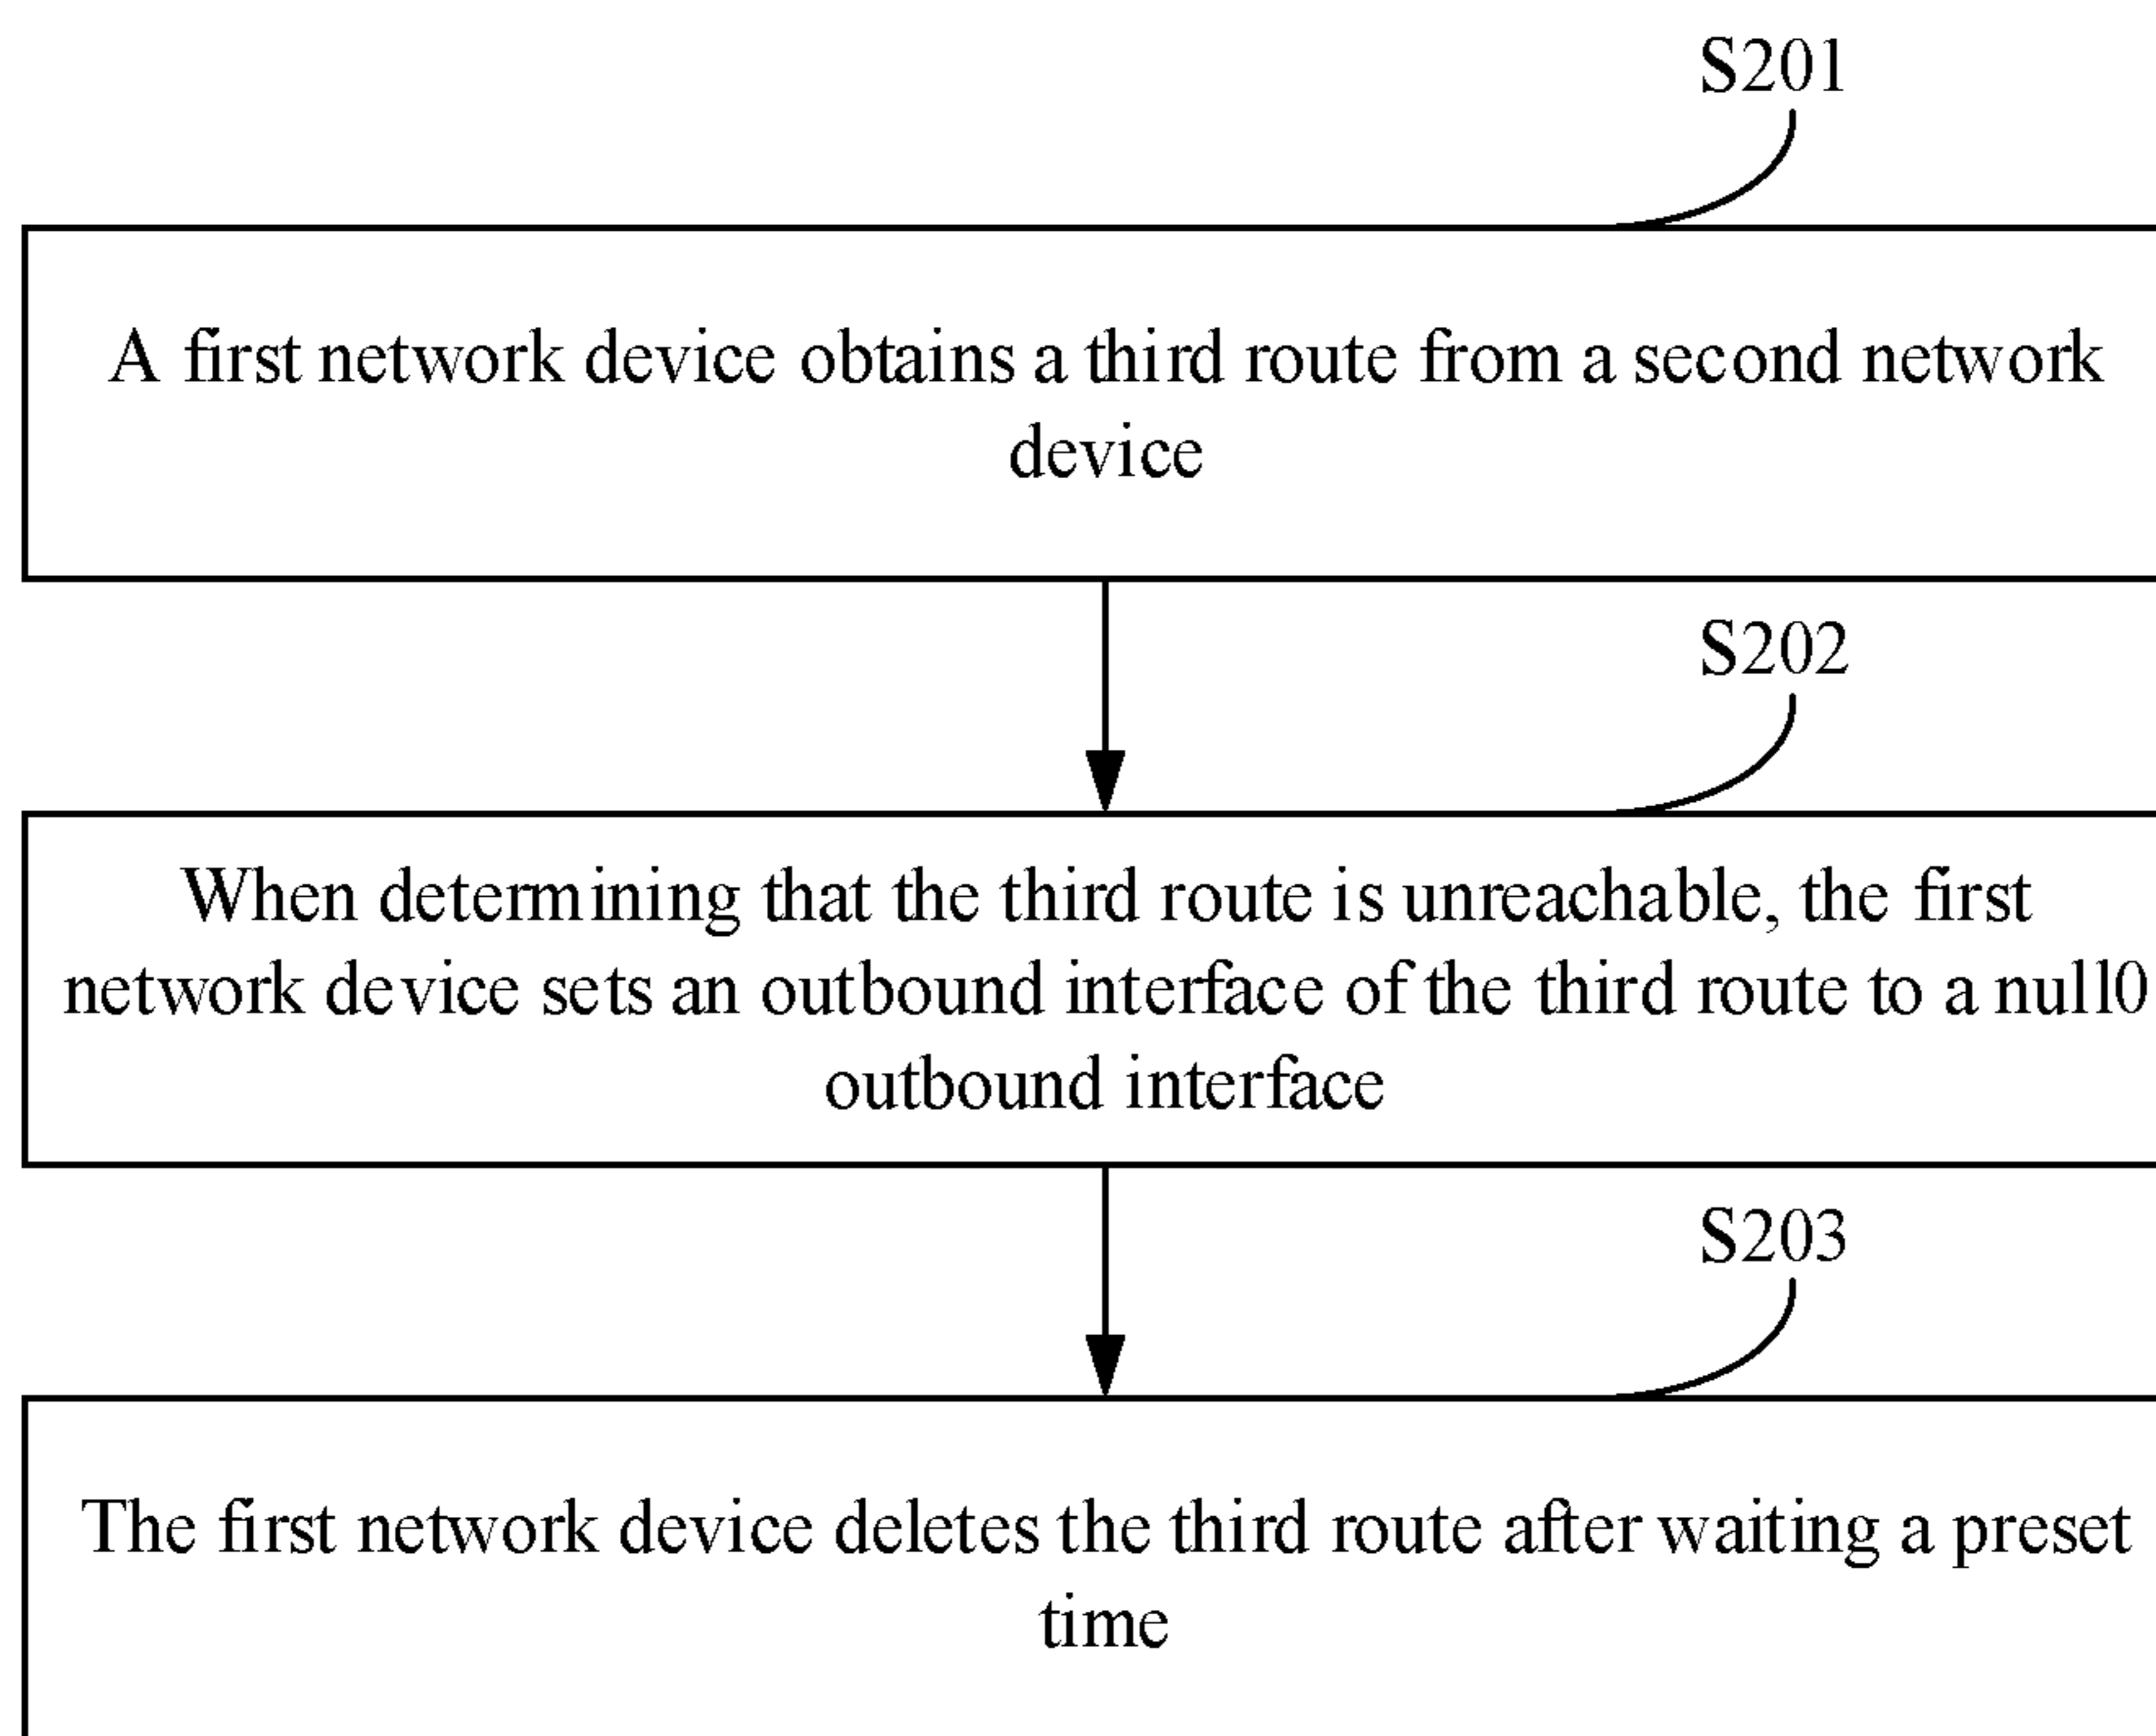 S201
A first network device obtains a third route from a second network
device
S202
When determining that the third route is unreachable, the first
network device sets an outbound interface of the third route to a null0
outbound interface
S203
The first network device deletes the third route after waiting a preset
time